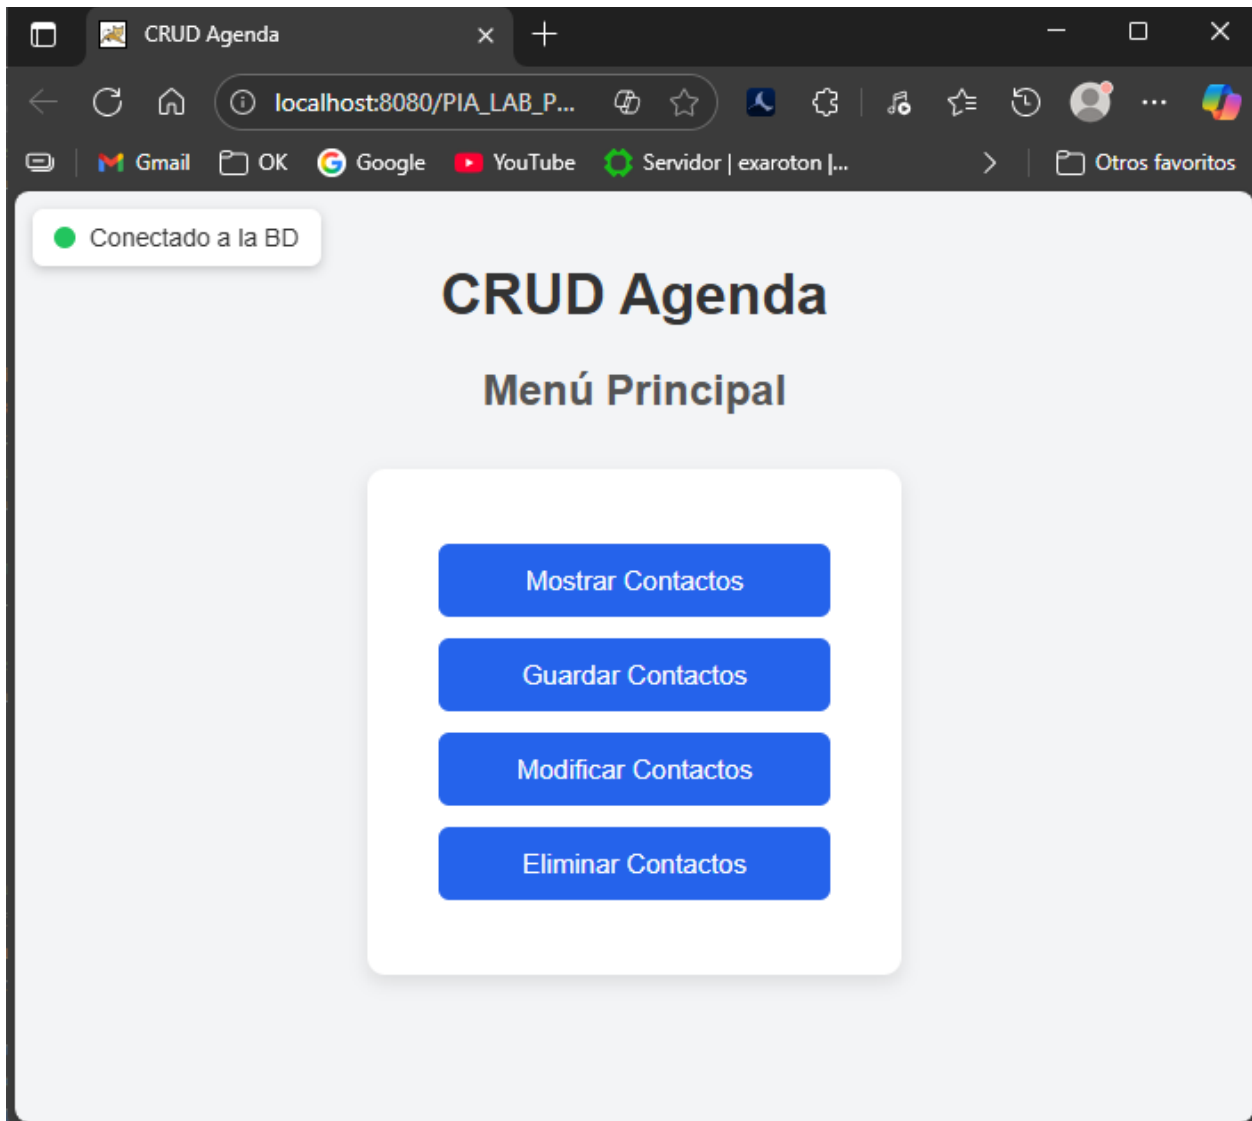 CRUD Agenda
localhost:8080/PIA_LAB_P...
Gmail OK Google YouTube Servidor | exaroton |... Otros favoritos
Conectado a la BD
CRUD Agenda
Menú Principal
Mostrar Contactos
Guardar Contactos
Modificar Contactos
Eliminar Contactos